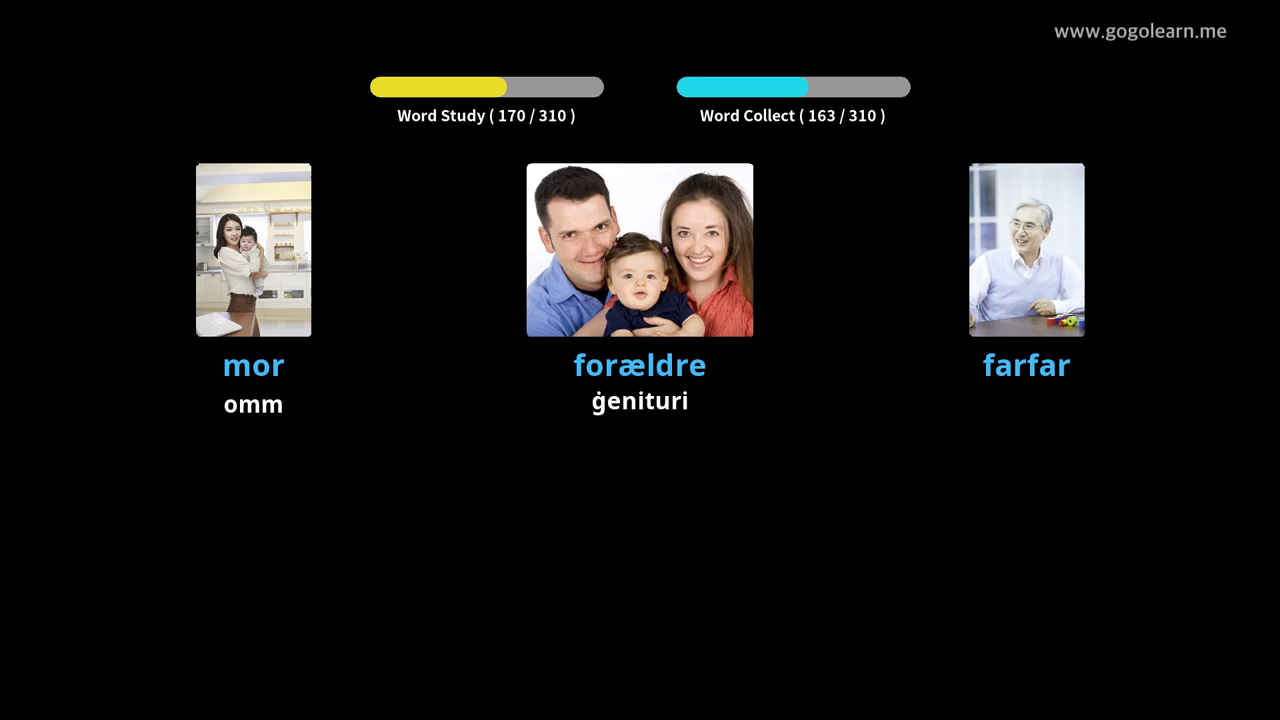 www.gogolearn.me
Word Study ( 170 / 310 )
Word Collect ( 163 / 310 )
mor
forældre
farfar
omm
ġenituri